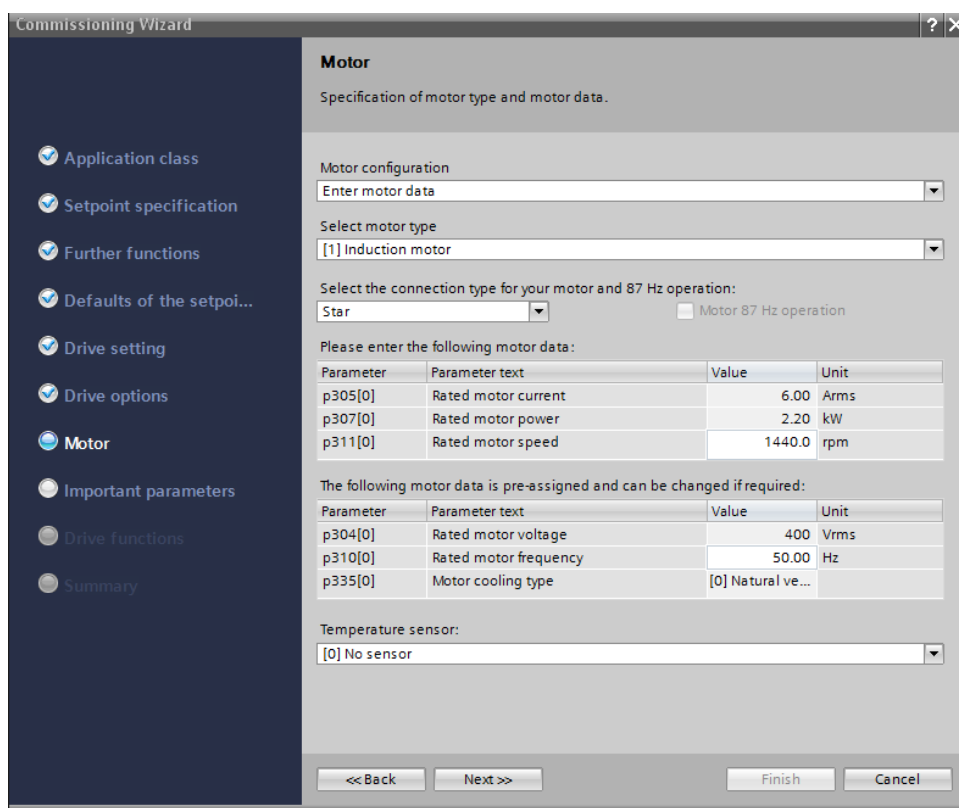 Commissioning Wizard
? X
Motor
Specification of motor type and motor data.
Application class
Setpoint specification
Further functions
Defaults of the setpoi...
Drive setting
Drive options
Motor
Important parameters
Drive functions
Summary
Motor configuration
Enter motor data
Select motor type
[1] Induction motor
Select the connection type for your motor and 87 Hz operation:
Star
Motor 87 Hz operation
Please enter the following motor data:
Parameter Parameter text Value Unit
p305[0] Rated motor current 6.00 Arms
p307[0] Rated motor power 2.20 kW
p311[0] Rated motor speed 1440.0 rpm
The following motor data is pre-assigned and can be changed if required:
Parameter Parameter text Value Unit
p304[0] Rated motor voltage 400 Vrms
p310[0] Rated motor frequency 50.00 Hz
p335[0] Motor cooling type [0] Natural ve...
Temperature sensor:
[0] No sensor
<< Back Next >> Finish Cancel